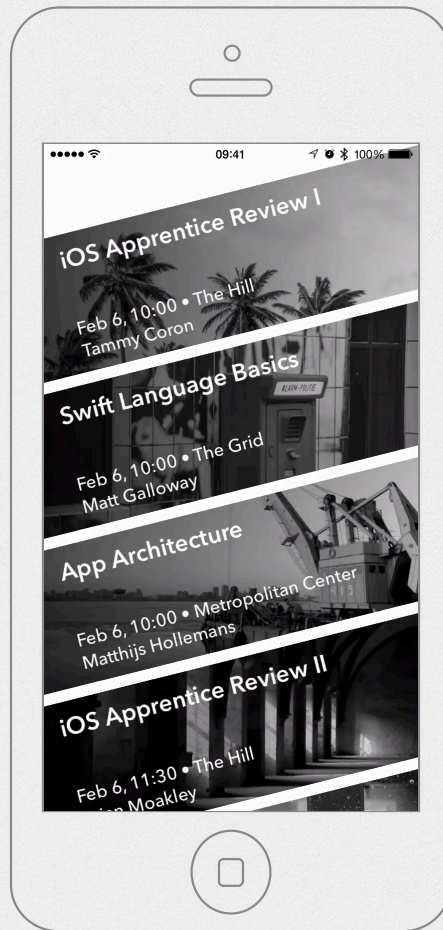 09:41
100%
iOS Apprentice Review I
Feb 6, 10:00 • The Hill
Tammy Coron
Swift Language Basics
ALARM-POLITIE
Feb 6, 10:00 • The Grid
Matt Galloway
App Architecture
Feb 6, 10:00 • Metropolitan Center
Matthijs Hollemans
iOS Apprentice Review II
Feb 6, 11:30 • The Hill
Moakley